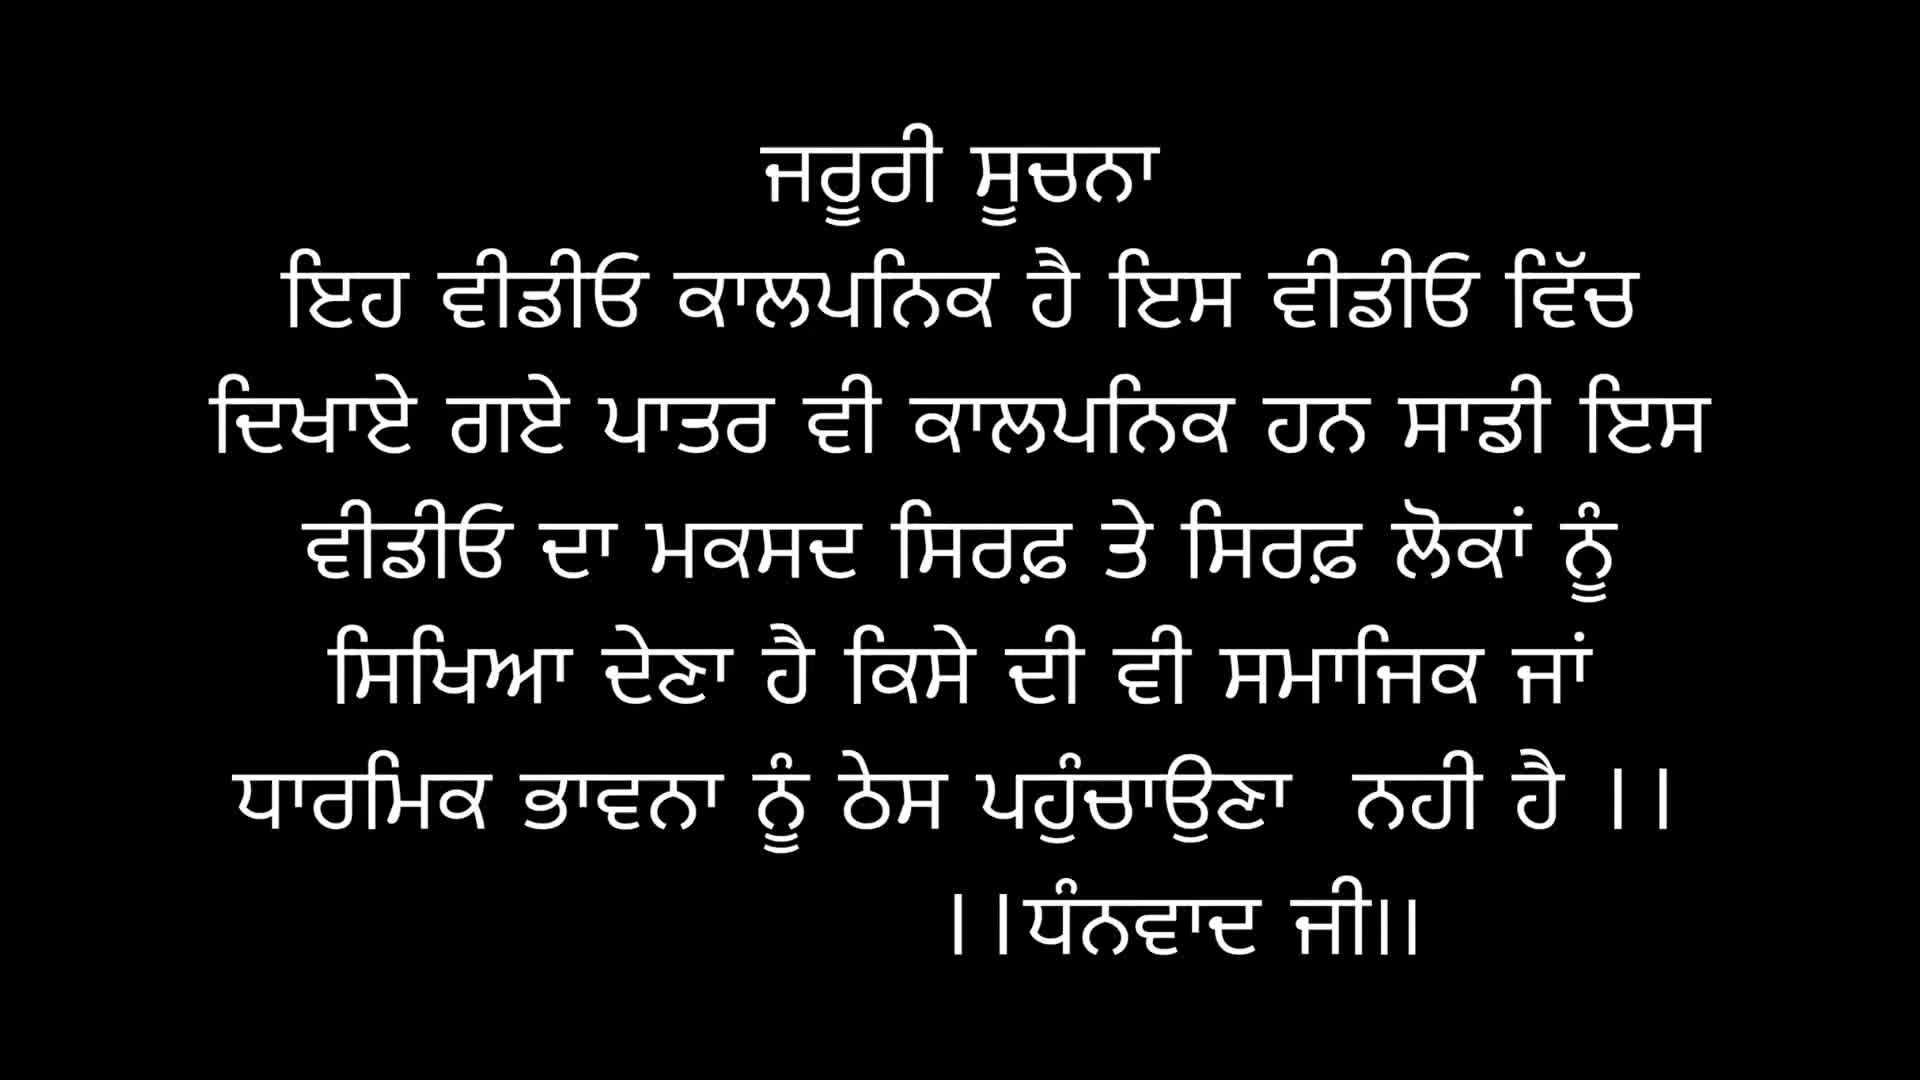 ਜਰੂਰੀ ਸੂਚਨਾ
ਇਹ ਵੀਡੀਓ ਕਾਲਪਨਿਕ ਹੈ ਇਸ ਵੀਡੀਓ ਵਿੱਚ
ਦਿਖਾਏ ਗਏ ਪਾਤਰ ਵੀ ਕਾਲਪਨਿਕ ਹਨ ਸਾਡੀ ਇਸ
ਵੀਡੀਓ ਦਾ ਮਕਸਦ ਸਿਰਫ਼ ਤੇ ਸਿਰਫ਼ ਲੋਕਾਂ ਨੂੰ
ਸਿਖਿਆ ਦੇਣਾ ਹੈ ਕਿਸੇ ਦੀ ਵੀ ਸਮਾਜਿਕ ਜਾਂ
ਧਾਰਮਿਕ ਭਾਵਨਾ ਨੂੰ ਠੇਸ ਪਹੁੰਚਾਉਣਾ  ਨਹੀ ਹੈ ।।
।।ਧੰਨਵਾਦ ਜੀ॥